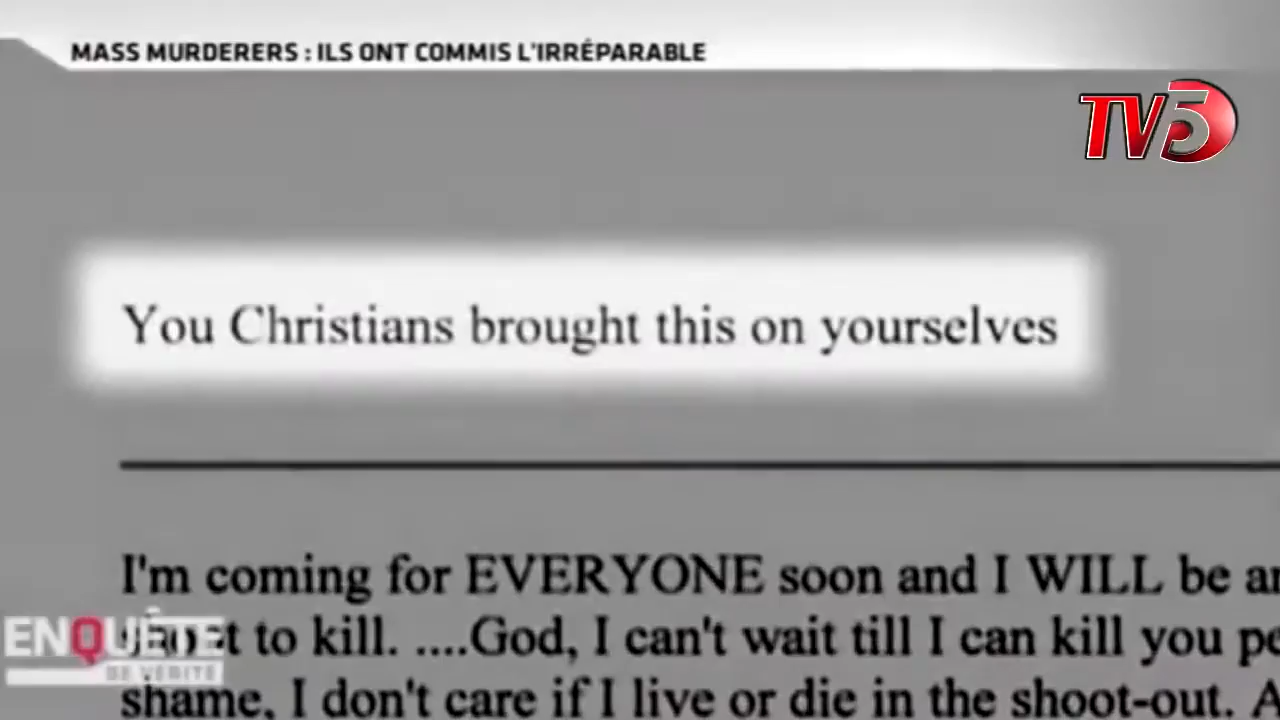 MASS MURDERERS : ILS ONT COMMIS L'IRRÉPARABLE
TV5
You Christians brought this on yourselves
I'm coming for EVERYONE soon and I WILL be
to kill. ....God, I can't wait till I can kill you
shame, I don't care if I live or die in the shoot-out.
ENQUÊTE
DE VÉRITÉ